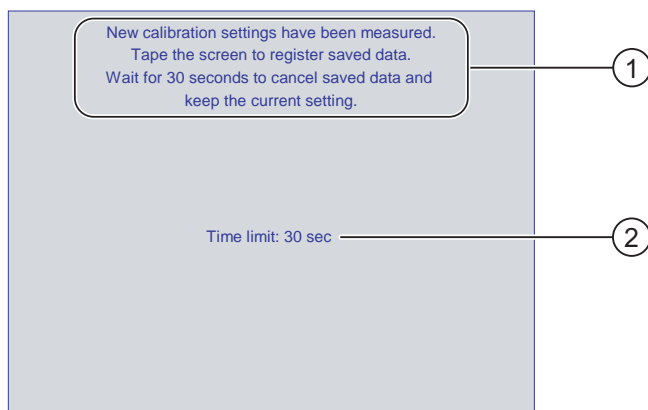 New calibration settings have been measured.
Tape the screen to register saved data.
Wait for 30 seconds to cancel saved data and
keep the current setting.
1
Time limit: 30 sec
2